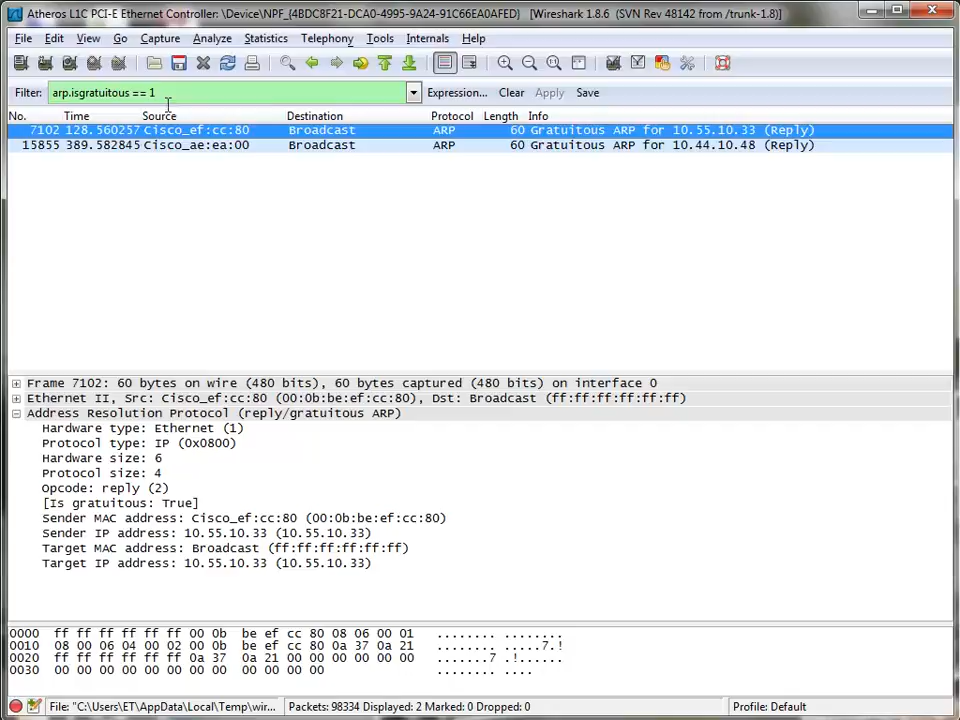 Atheros L1C PCI-E Ethernet Controller: \Device\NPF_{4BDC8F21-DCA0-4995-9A24-91C66EA0AFED} [Wireshark 1.8.6 (SVN Rev 48142 from /trunk-1.8)]
File Edit View Go Capture Analyze Statistics Telephony Tools Internals Help
Filter: arp.isgratuitous == 1 Expression... Clear Apply Save
No. Time Source Destination Protocol Length Info
7102 128.560257 Cisco_ef:cc:80 Broadcast ARP 60 Gratuitous ARP for 10.55.10.33 (Reply)
15855 389.582845 Cisco_ae:ea:00 Broadcast ARP 60 Gratuitous ARP for 10.44.10.48 (Reply)
Frame 7102: 60 bytes on wire (480 bits), 60 bytes captured (480 bits) on interface 0
Ethernet II, Src: Cisco_ef:cc:80 (00:0b:be:ef:cc:80), Dst: Broadcast (ff:ff:ff:ff:ff:ff)
Address Resolution Protocol (reply/gratuitous ARP)
Hardware type: Ethernet (1)
Protocol type: IP (0x0800)
Hardware size: 6
Protocol size: 4
Opcode: reply (2)
[Is gratuitous: True]
Sender MAC address: Cisco_ef:cc:80 (00:0b:be:ef:cc:80)
Sender IP address: 10.55.10.33 (10.55.10.33)
Target MAC address: Broadcast (ff:ff:ff:ff:ff:ff)
Target IP address: 10.55.10.33 (10.55.10.33)
0000 ff ff ff ff ff ff 00 0b be ef cc 80 08 06 00 01 ........ ........
0010 08 00 06 04 00 02 00 0b be ef cc 80 0a 37 0a 21 ........ .....7.!
0020 ff ff ff ff ff ff 0a 37 0a 21 00 00 00 00 00 00 .......7 .!......
0030 00 00 00 00 00 00 00 00 00 00 00 00 ........ ....
File: "C:\Users\ET\AppData\Local\Temp\wir... Packets: 98334 Displayed: 2 Marked: 0 Dropped: 0 Profile: Default